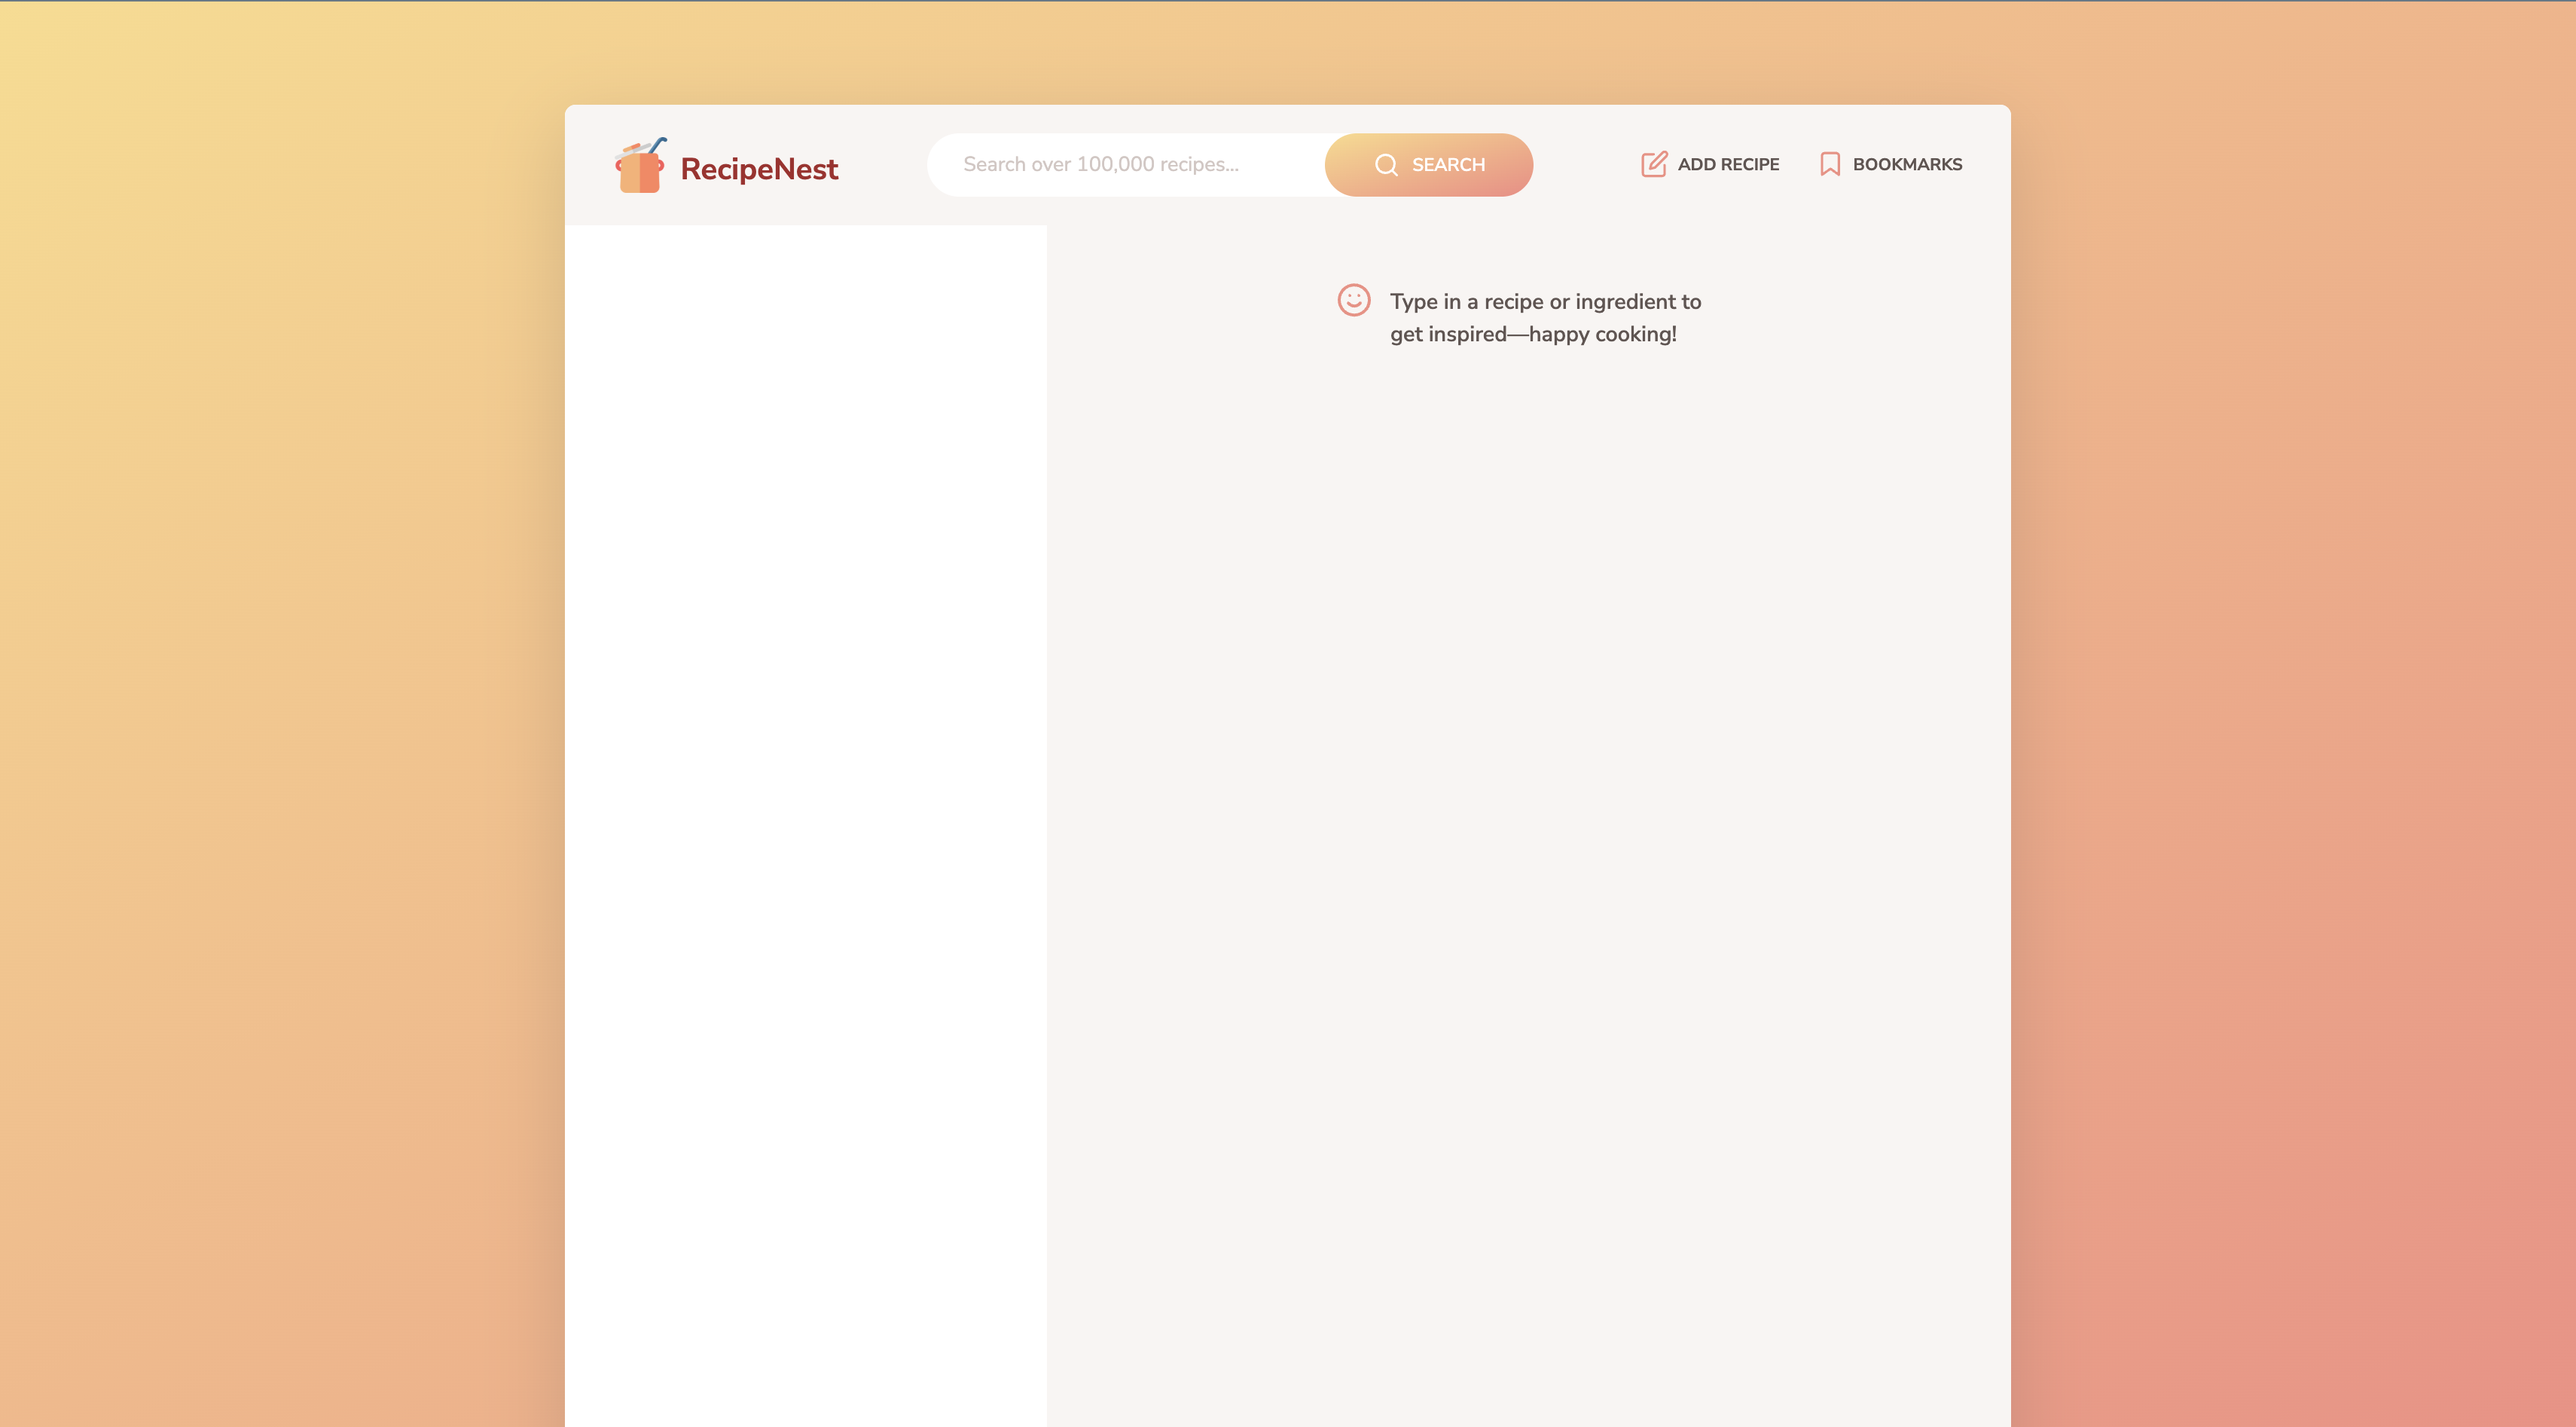 RecipeNest
Search over 100,000 recipes...
SEARCH
ADD RECIPE
BOOKMARKS
Type in a recipe or ingredient to
get inspired—happy cooking!